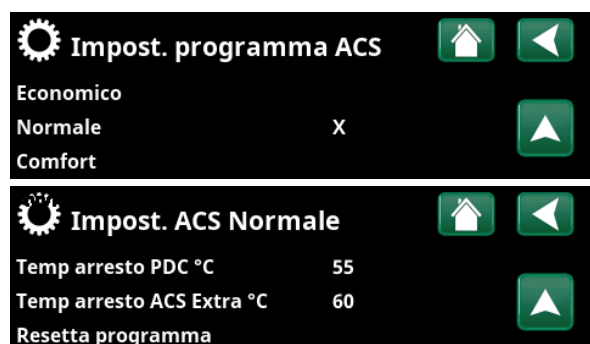 Impost. programma ACS
Economico
Normale X
Comfort
Impost. ACS Normale
Temp arresto PDC °C 55
Temp arresto ACS Extra °C 60
Resetta programma